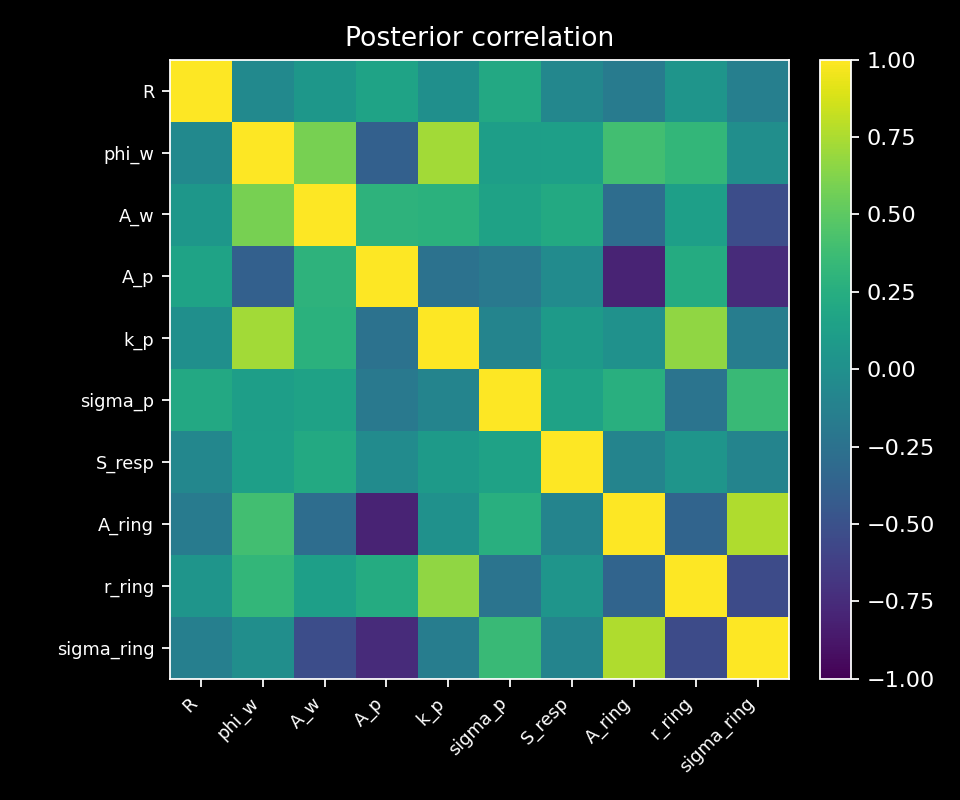 Posterior correlation
R
phi_w
A_w
A_p
k_p
sigma_p
S_resp
A_ring
r_ring
sigma_ring
R
phi_w
A_w
A_p
k_p
sigma_p
S_resp
A_ring
r_ring
sigma_ring
1.00
0.75
0.50
0.25
0.00
−0.25
−0.50
−0.75
−1.00